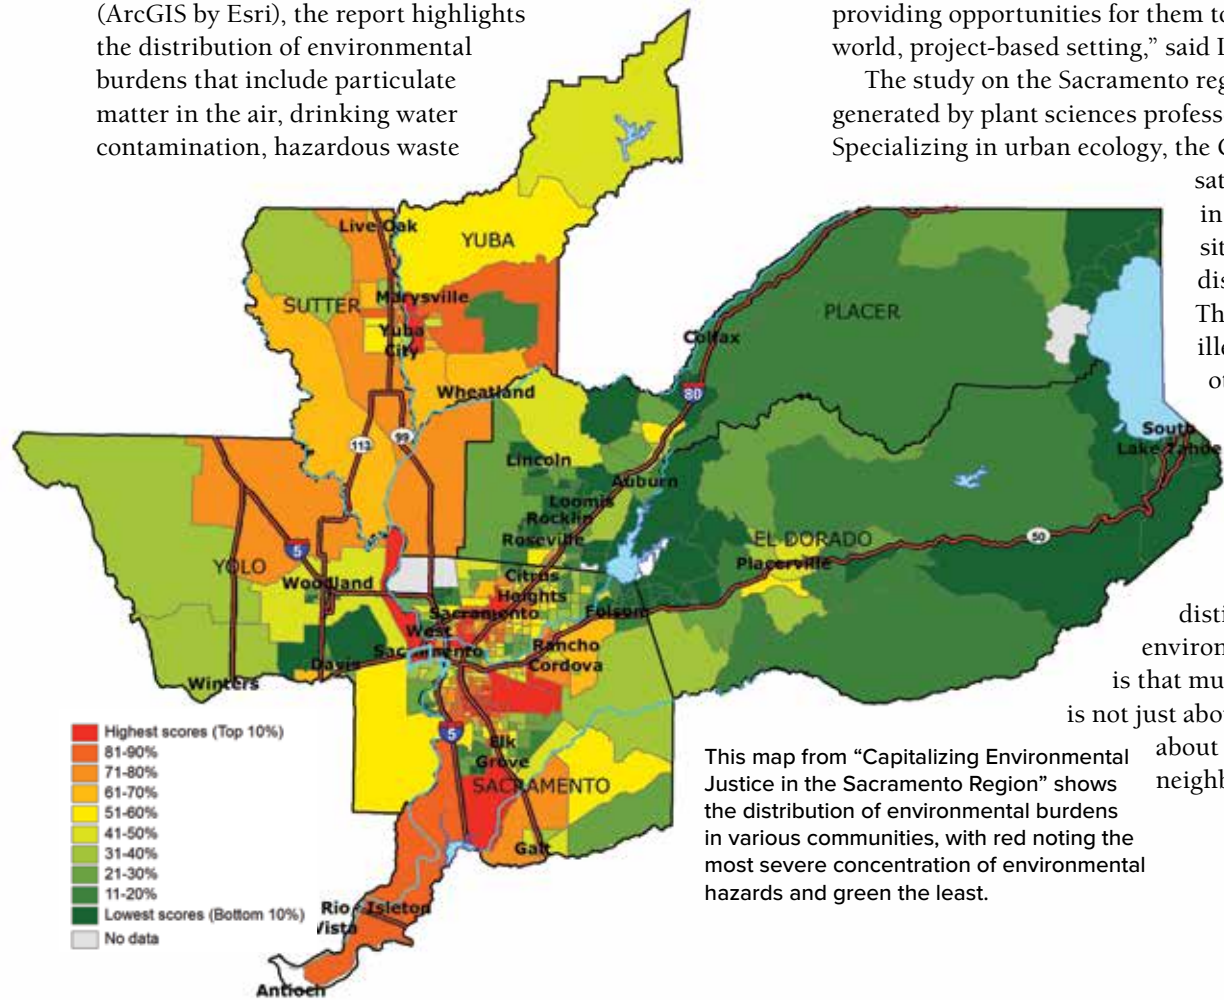 (ArcGIS by Esri), the report highlights
the distribution of environmental
burdens that include particulate
matter in the air, drinking water
contamination, hazardous waste
providing opportunities for them to
world, project-based setting,” said
The study on the Sacramento
generated by plant sciences
Specializing in urban ecology, the
in
Live Oak
YUBA
SUTTER
Marysville
Yuba
City
PLACER
Colfax
Wheatland
80
113
99
South
Lake Tahoe
Lincoln
Auburn
Loomis
Rocklin
Roseville
5
YOLO
EL DORADO
50
Woodland
Placerville
Citrus
Heights
Sacramento
Folsom
West
Sacramento
Rancho
Cordova
Davis
Winters
is that
is not just
about
5
Elk
Grove
SACRAMENTO
Galt
Rio
Vista
Isleton
Antioch
Highest scores (Top 10%)
81-90%
71-80%
61-70%
51-60%
41-50%
31-40%
21-30%
11-20%
Lowest scores (Bottom 10%)
No data
This map from “Capitalizing Environmental
Justice in the Sacramento Region” shows
the distribution of environmental burdens
in various communities, with red noting the
most severe concentration of environmental
hazards and green the least.